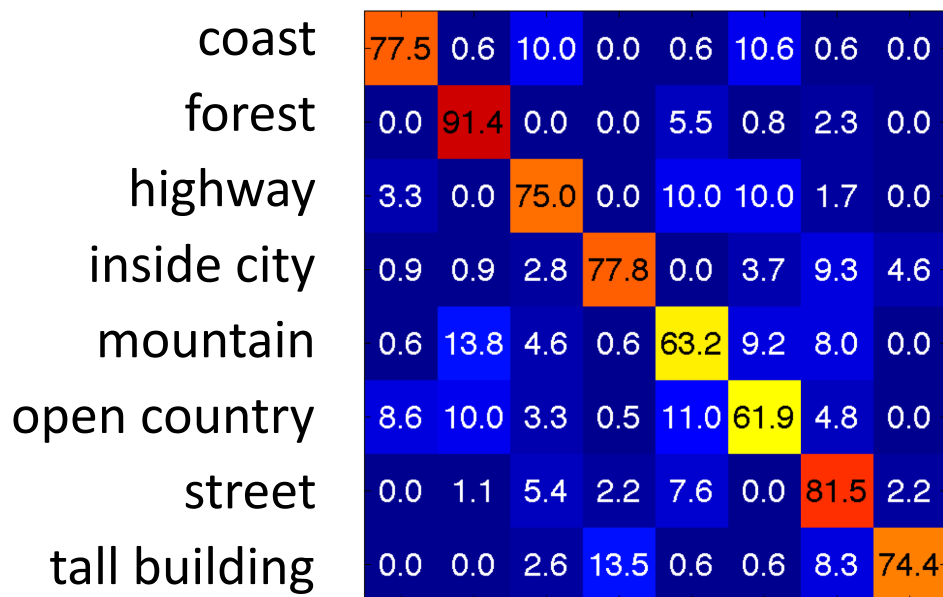 coast 77.5 0.6 10.0 0.0 0.6 10.6 0.6 0.0
forest 0.0 91.4 0.0 0.0 5.5 0.8 2.3 0.0
highway 3.3 0.0 75.0 0.0 10.0 10.0 1.7 0.0
inside city 0.9 0.9 2.8 77.8 0.0 3.7 9.3 4.6
mountain 0.6 13.8 4.6 0.6 63.2 9.2 8.0 0.0
open country 8.6 10.0 3.3 0.5 11.0 61.9 4.8 0.0
street 0.0 1.1 5.4 2.2 7.6 0.0 81.5 2.2
tall building 0.0 0.0 2.6 13.5 0.6 0.6 8.3 74.4